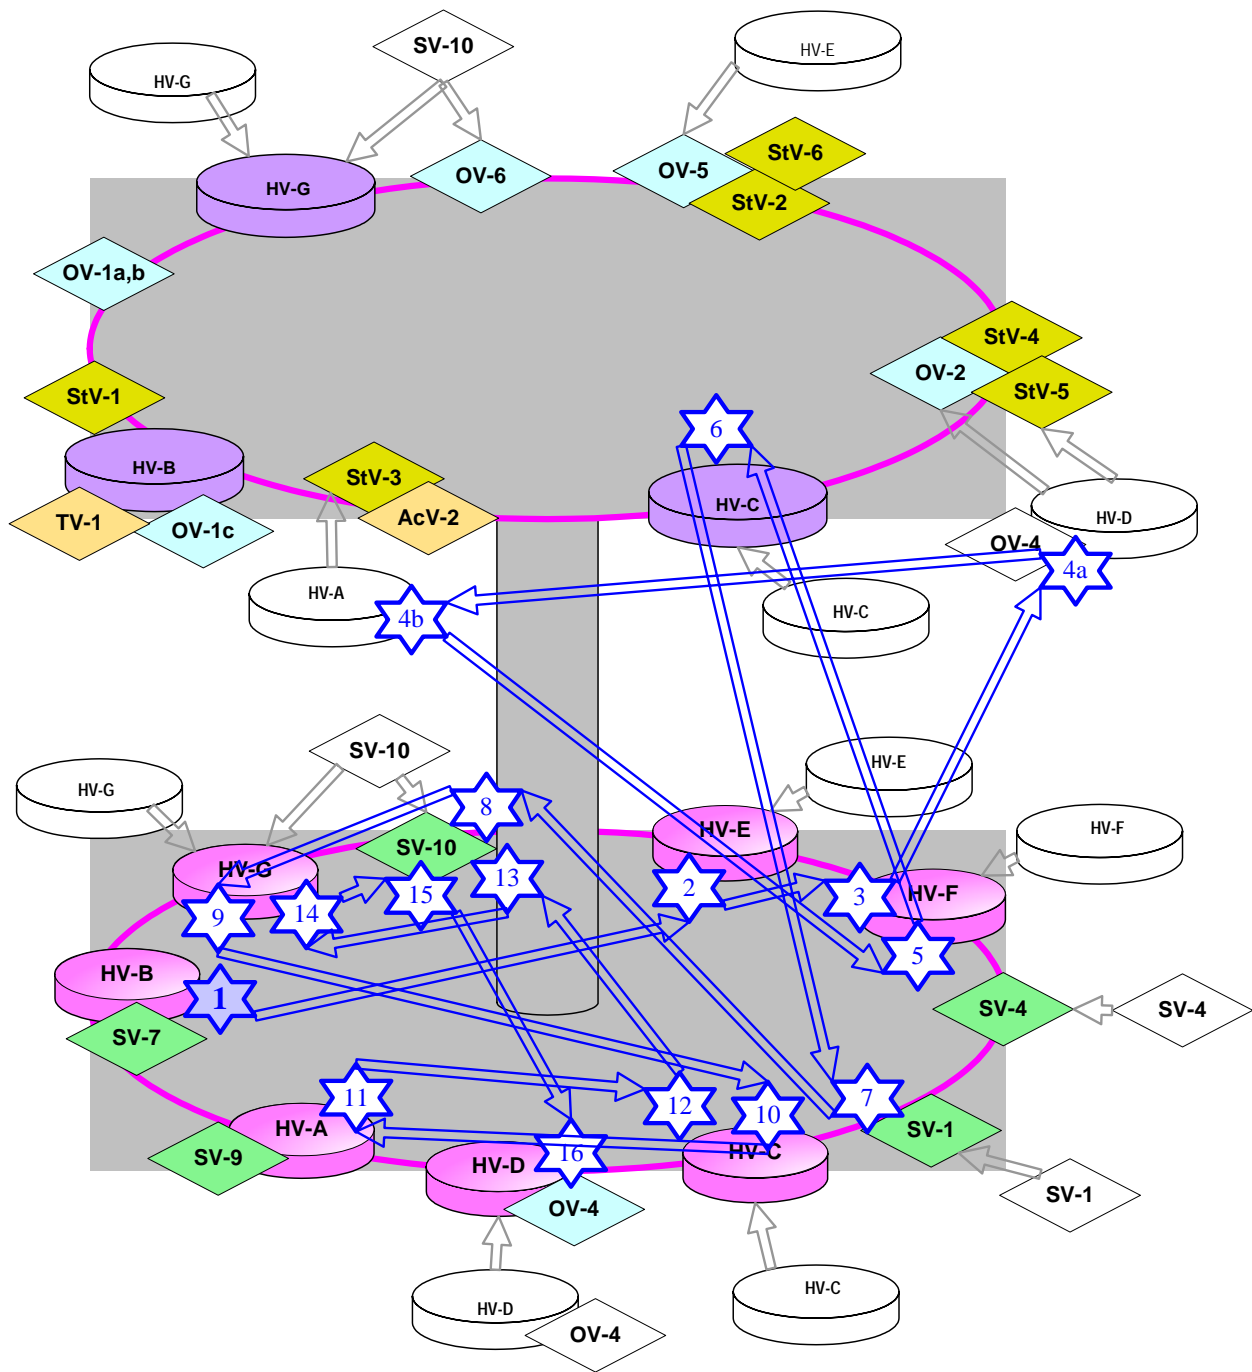 SV-10
HV-E
HV-G
StV-6
OV-5
OV-6
HV-G
StV-2
OV-1a,b
StV-4
OV-2
StV-5
StV-1
6
HV-B
StV-3
HV-C
TV-1
OV-1c
AcV-2
HV-D
OV-4
4a
HV-A
4b
HV-C
SV-10
HV-E
HV-G
8
HV-E
HV-F
SV-10
HV-G
13
2
3
HV-F
15
9
14
5
HV-B
1
SV-4
SV-4
SV-7
11
12
10
7
HV-A
SV-1
SV-9
16
HV-C
HV-D
SV-1
OV-4
HV-C
HV-D
OV-4